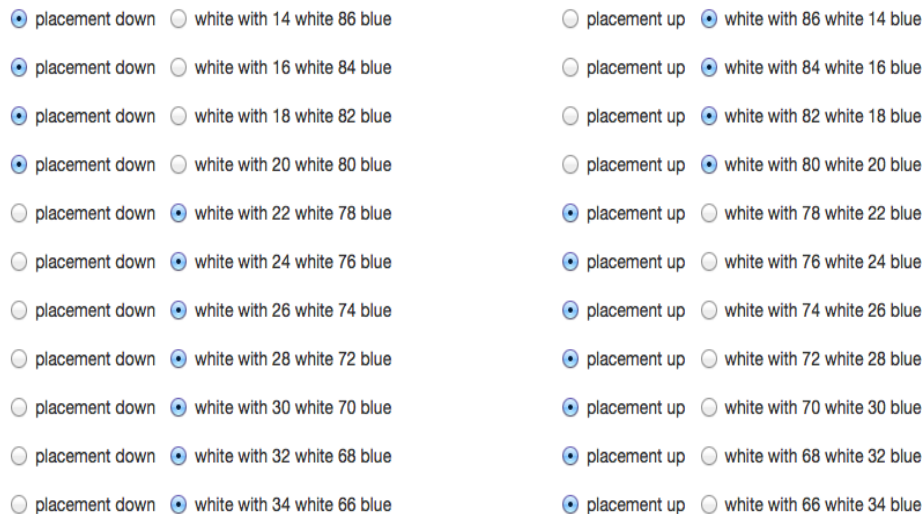 placement down white with 14 white 86 blue placement up white with 86 white 14 blue
placement down white with 16 white 84 blue placement up white with 84 white 16 blue
placement down white with 18 white 82 blue placement up white with 82 white 18 blue
placement down white with 20 white 80 blue placement up white with 80 white 20 blue
placement down white with 22 white 78 blue placement up white with 78 white 22 blue
placement down white with 24 white 76 blue placement up white with 76 white 24 blue
placement down white with 26 white 74 blue placement up white with 74 white 26 blue
placement down white with 28 white 72 blue placement up white with 72 white 28 blue
placement down white with 30 white 70 blue placement up white with 70 white 30 blue
placement down white with 32 white 68 blue placement up white with 68 white 32 blue
placement down white with 34 white 66 blue placement up white with 66 white 34 blue